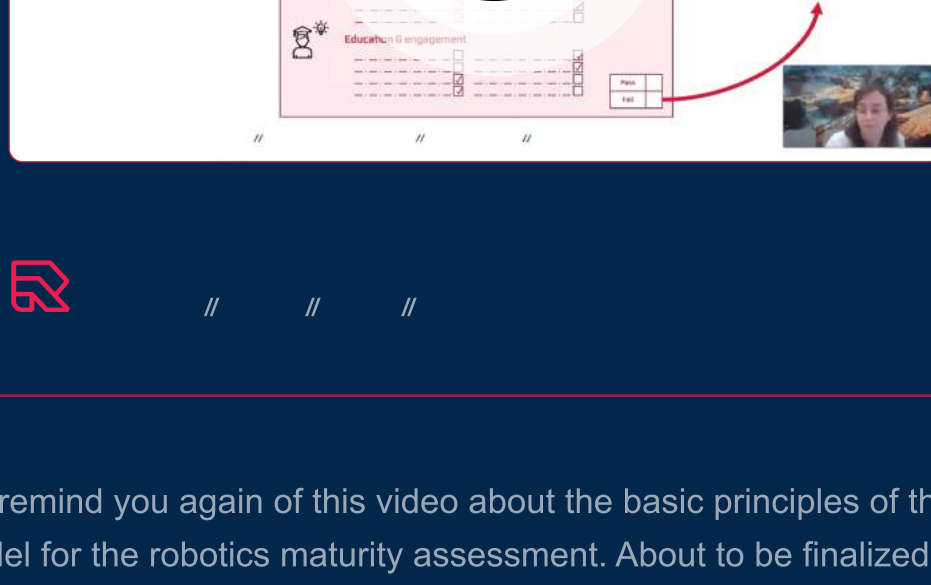 Education & engagement
Pass
Fail
// // //
// // //
remind you again of this video about the basic principles of th
del for the robotics maturity assessment. About to be finalized